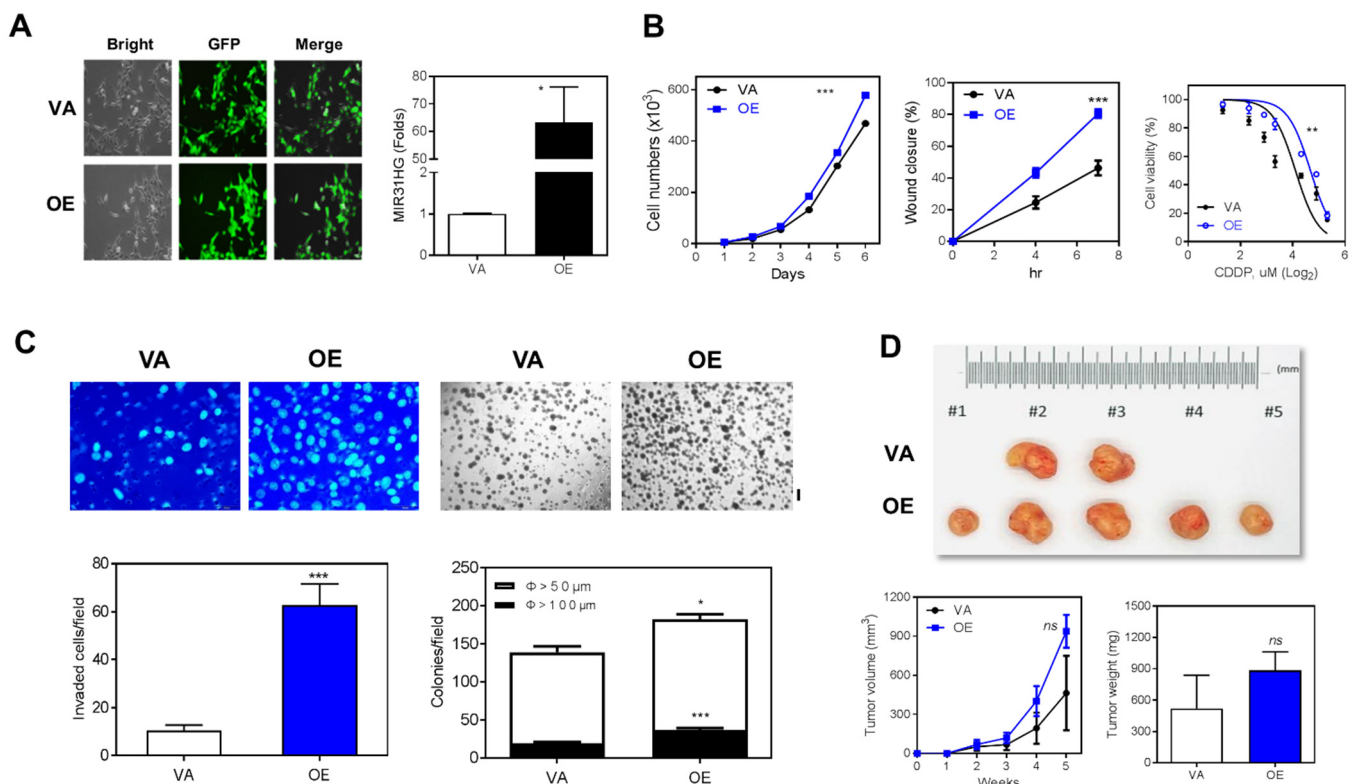 A
Bright GFP Merge
VA
OE
MIR31HG (Folds)
80
70
60
50
2
1
0
*
VA OE
B
Cell numbers (x10³)
600
400
200
0
VA
OE
***
0 1 2 3 4 5 6
Days
Wound closure (%)
100
80
60
40
20
0
VA
OE
***
0 2 4 6 8
hr
Cell viability (%)
100
80
60
40
20
0
**
VA
OE
0 2 4 6
CDDP, uM (Log₂)
C
VA OE VA OE
Invaded cells/field
80
60
40
20
0
***
VA OE
Colonies/field
250
200
150
100
50
0
Φ > 50 µm
Φ > 100 µm
*
***
VA OE
D
(mm
#1 #2 #3 #4 #5
VA
OE
Tumor volume (mm³)
1200
900
600
300
0
VA
OE
ns
0 1 2 3 4 5
Weeks
Tumor weight (mg)
1500
1200
900
600
300
0
ns
VA OE